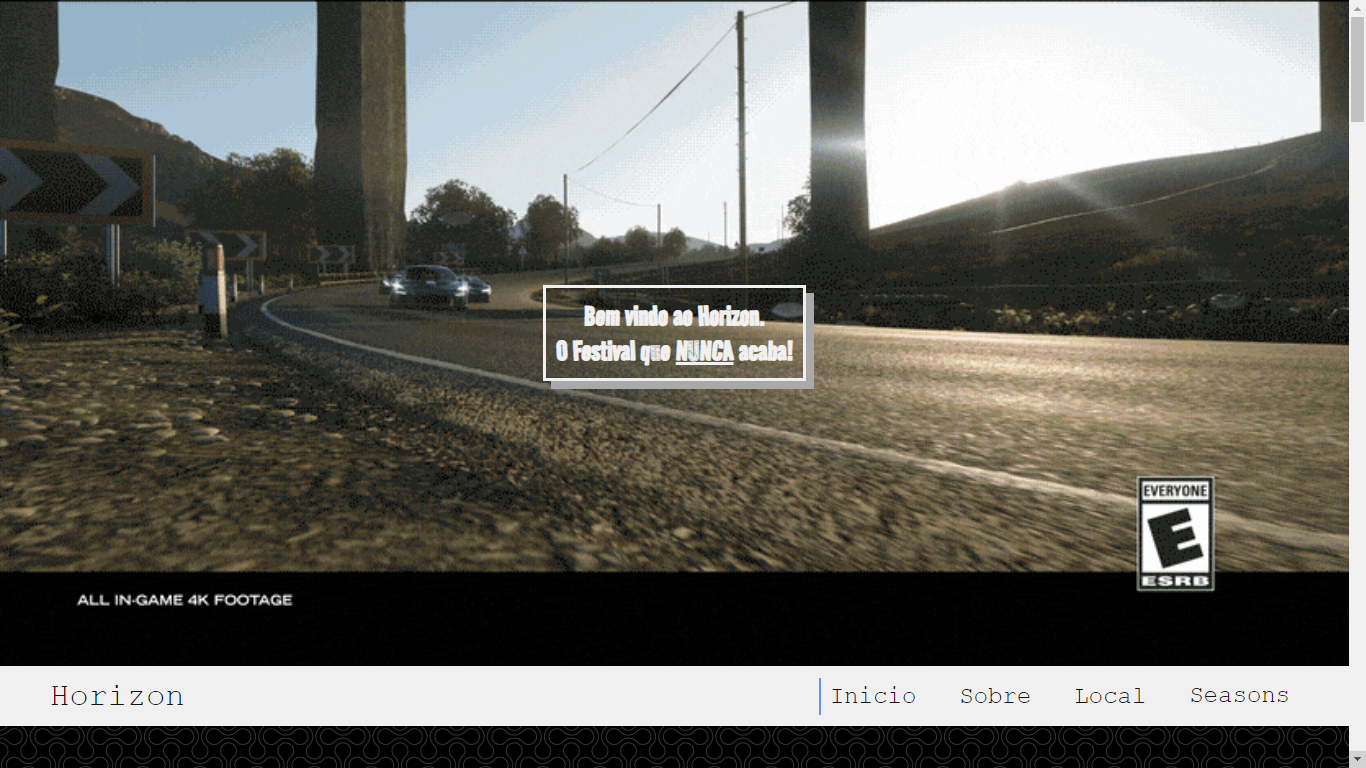 Bem vindo ao Horizon.
O Festival que NUNCA acaba!
EVERYONE
E
ESRB
ALL IN-GAME 4K FOOTAGE
Horizon
Inicio Sobre Local Seasons